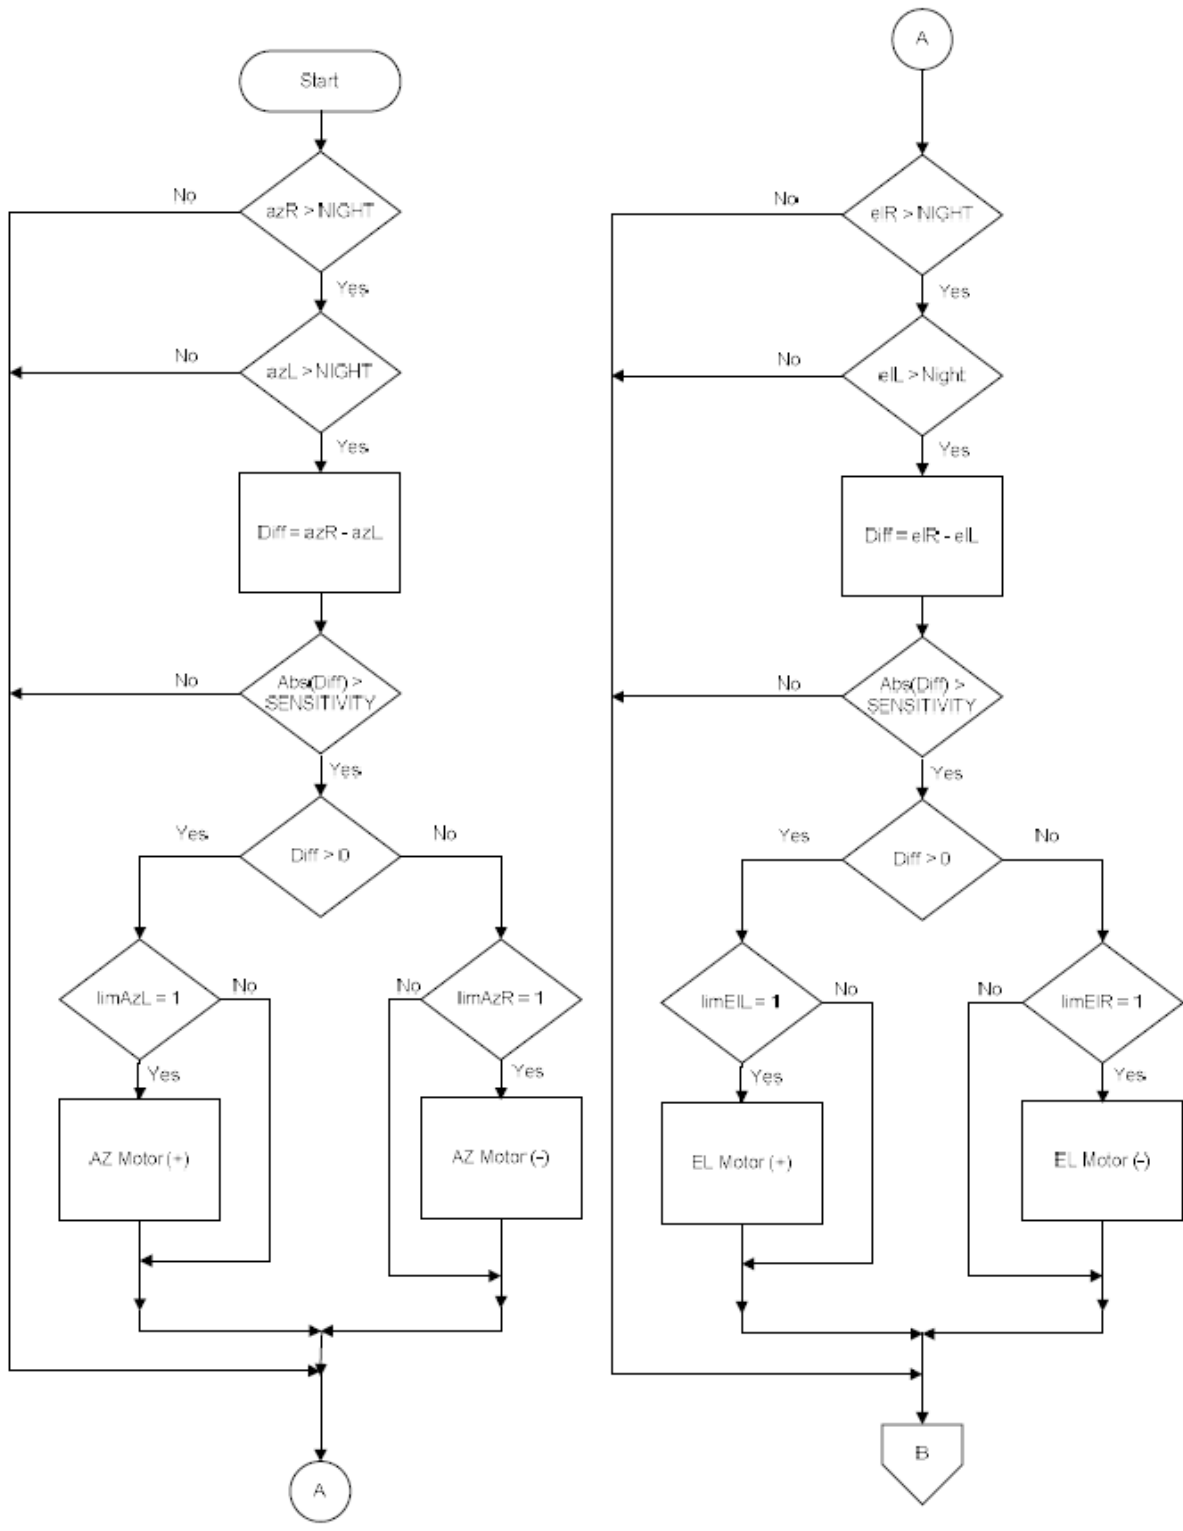 Start
No
azR > NIGHT
Yes
No
azL > NIGHT
Yes
Diff = azR - azL
No
Abs(Diff) >
SENSITIVITY
Yes
Yes
Diff > 0
No
limAzL = 1
No
Yes
AZ Motor (+)
No
limAzR = 1
Yes
AZ Motor (-)
A
A
No
elR > NIGHT
Yes
No
elL > Night
Yes
Diff = elR - elL
No
Abs(Diff) >
SENSITIVITY
Yes
Yes
Diff > 0
No
limElL = 1
No
Yes
EL Motor (+)
No
limElR = 1
Yes
EL Motor (-)
B